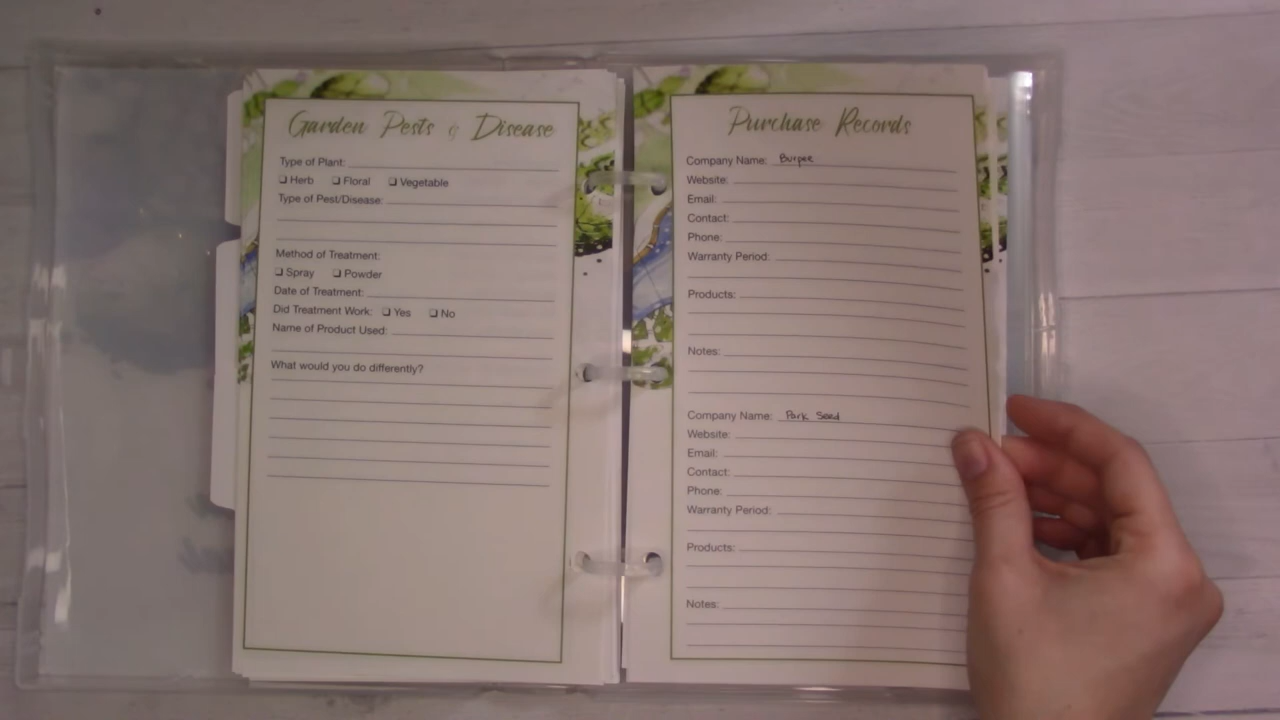 Garden Pests & Disease
Type of Plant:
Herb Floral Vegetable
Type of Pest/Disease:
Method of Treatment:
Spray Powder
Date of Treatment:
Did Treatment Work: Yes No
Name of Product Used:
What would you do differently?
Purchase Records
Company Name: Burpee
Website:
Email:
Contact:
Phone:
Warranty Period:
Products:
Notes:
Company Name: Park Seed
Website:
Email:
Contact:
Phone:
Warranty Period:
Products:
Notes: